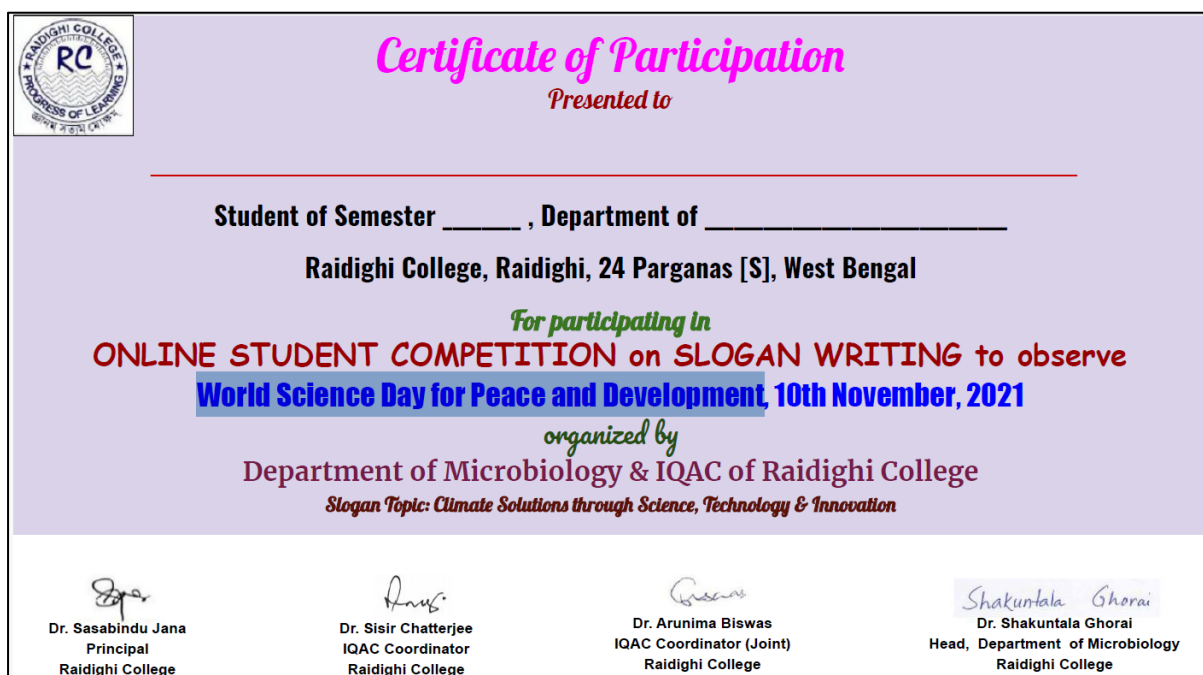 RAIDIGHI COLLEGE
RC
PROGRESS OF LEARNING
Certificate of Participation
Presented to
Student of Semester ______ , Department of ________________________
Raidighi College, Raidighi, 24 Parganas [S], West Bengal
For participating in
ONLINE STUDENT COMPETITION on SLOGAN WRITING to observe
World Science Day for Peace and Development, 10th November, 2021
organized by
Department of Microbiology & IQAC of Raidighi College
Slogan Topic: Climate Solutions through Science, Technology & Innovation
Shakuntala Ghorai
Dr. Sasabindu Jana
Principal
Raidighi College
Dr. Sisir Chatterjee
IQAC Coordinator
Raidighi College
Dr. Arunima Biswas
IQAC Coordinator (Joint)
Raidighi College
Dr. Shakuntala Ghorai
Head, Department of Microbiology
Raidighi College